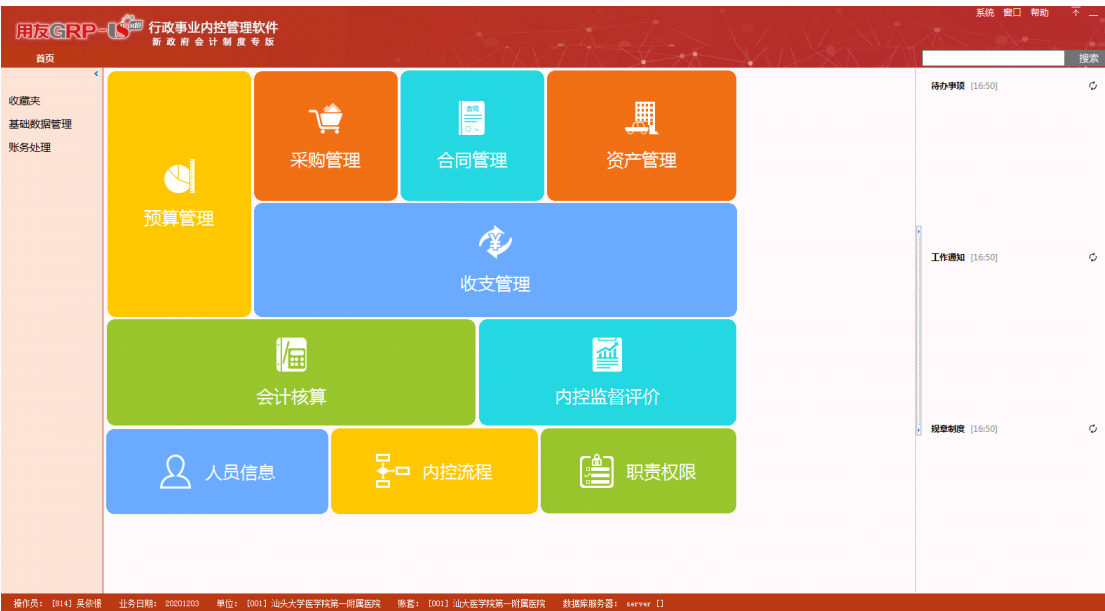 系统 窗口 帮助
用友GRP-U8 R10 行政事业内控管理软件
新政府会计制度专版
首页
搜索
收藏夹
基础数据管理
账务处理
预算管理
采购管理
合同
合同管理
资产管理
收支管理
会计核算
内控监督评价
人员信息
内控流程
职责权限
待办事项 [16:50]
工作通知 [16:50]
规章制度 [16:50]
操作员: [814] 吴依憬 业务日期: 20201203 单位: [001] 汕头大学医学院第一附属医院 账套: [001] 汕大医学院第一附属医院 数据库服务器: server []